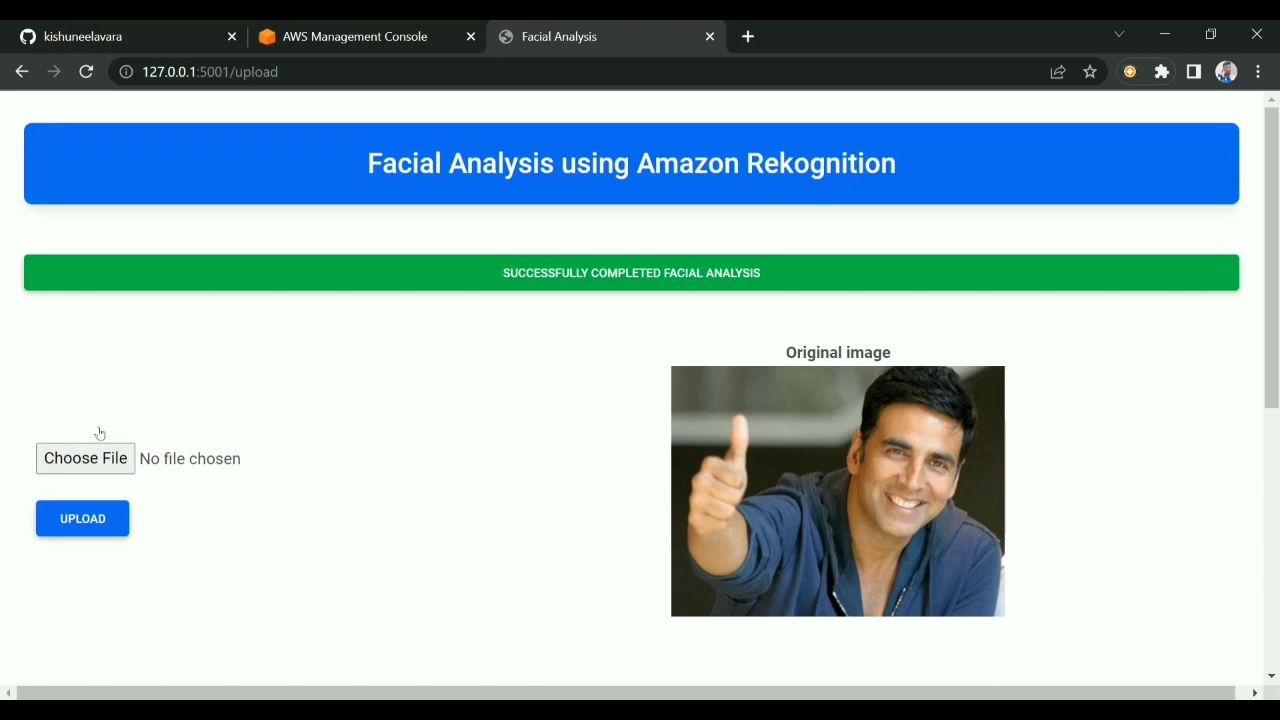 kishuneelavara
AWS Management Console
Facial Analysis
127.0.0.1:5001/upload
Facial Analysis using Amazon Rekognition
SUCCESSFULLY COMPLETED FACIAL ANALYSIS
Original image
Choose File No file chosen
UPLOAD